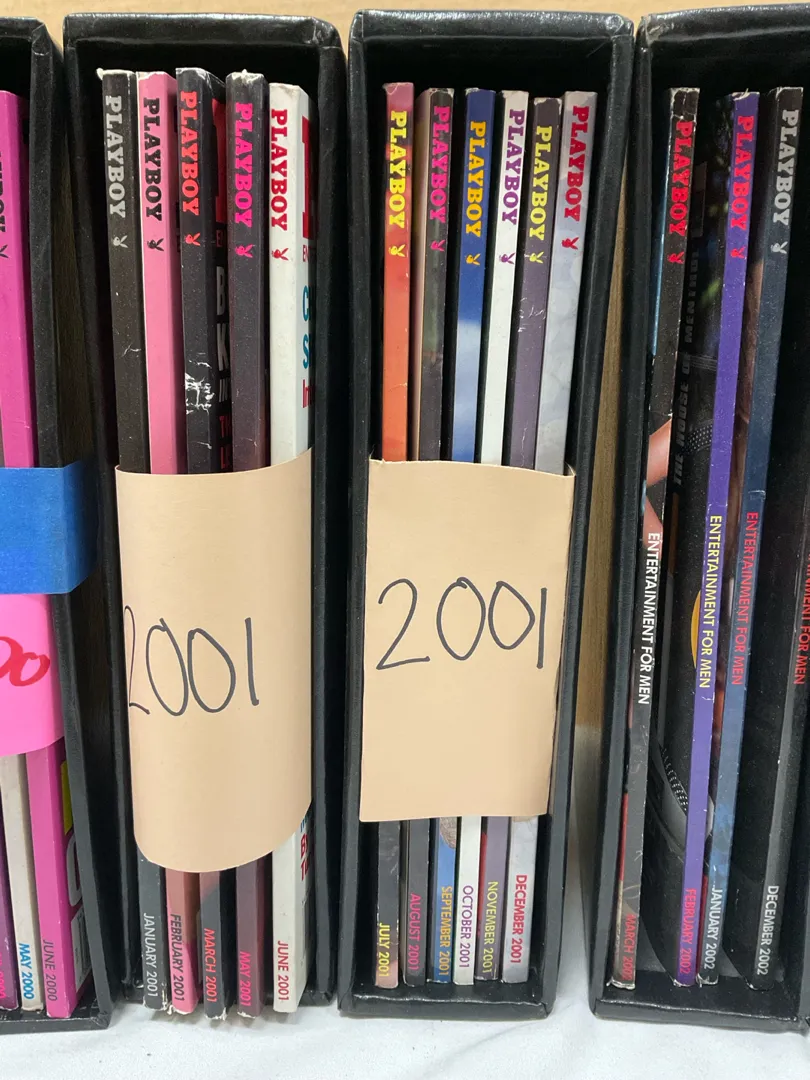 MAY 2000
JUNE 2000
PLAYBOY
JANUARY 2001
PLAYBOY
FEBRUARY 2001
PLAYBOY
MARCH 2001
PLAYBOY
MAY 2001
PLAYBOY
JUNE 2001
2001
PLAYBOY
JULY 2001
PLAYBOY
AUGUST 2001
PLAYBOY
SEPTEMBER 2001
PLAYBOY
OCTOBER 2001
PLAYBOY
NOVEMBER 2001
PLAYBOY
DECEMBER 2001
2001
PLAYBOY
ENTERTAINMENT FOR MEN
MARCH
PLAYBOY
ENTERTAINMENT FOR MEN
FEBRUARY 2002
ENTERTAINMENT FOR MEN
JANUARY 2002
PLAYBOY
DECEMBER 2002